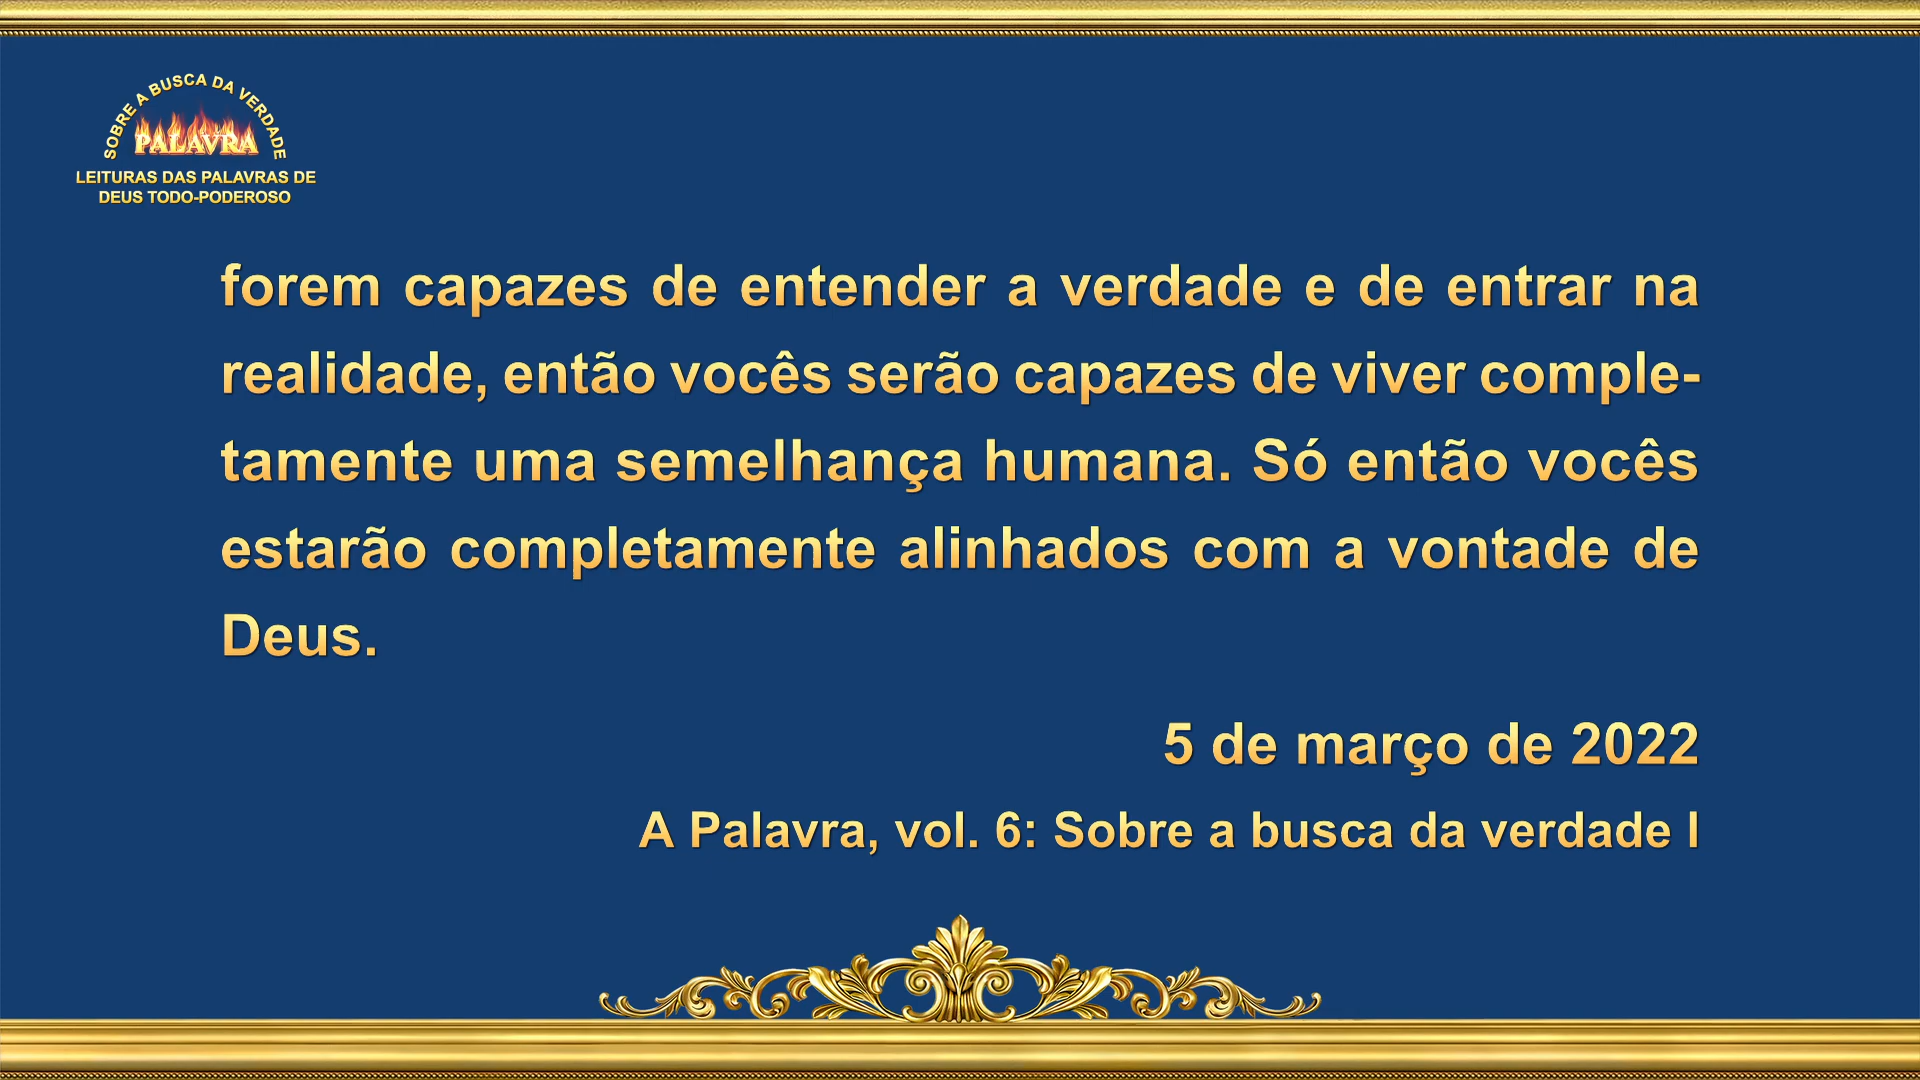 SOBRE A BUSCA DA VERDADE
PALAVRA
LEITURAS DAS PALAVRAS DE
DEUS TODO-PODEROSO
forem capazes de entender a verdade e de entrar na
realidade, então vocês serão capazes de viver comple-
tamente uma semelhança humana. Só então vocês
estarão completamente alinhados com a vontade de
Deus.
5 de março de 2022
A Palavra, vol. 6: Sobre a busca da verdade I